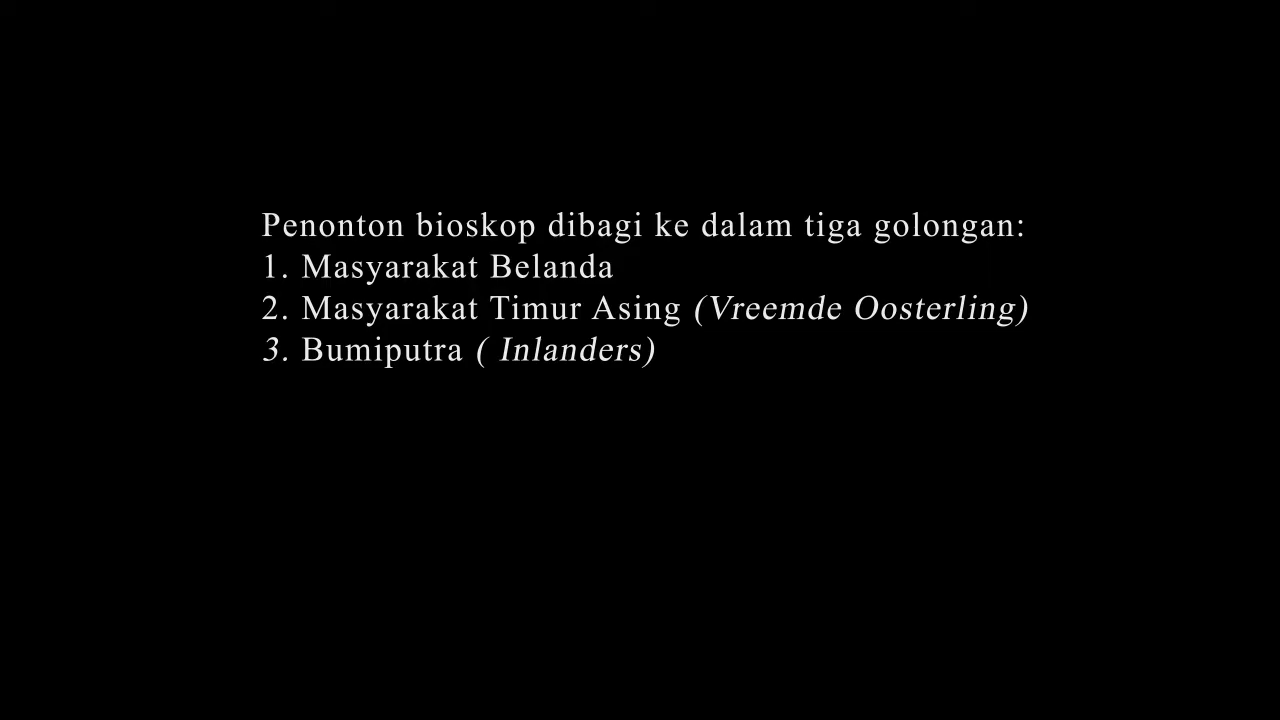 Penonton bioskop dibagi ke dalam tiga golongan:
1. Masyarakat Belanda
2. Masyarakat Timur Asing (Vreemde Oosterling)
3. Bumiputra ( Inlanders)